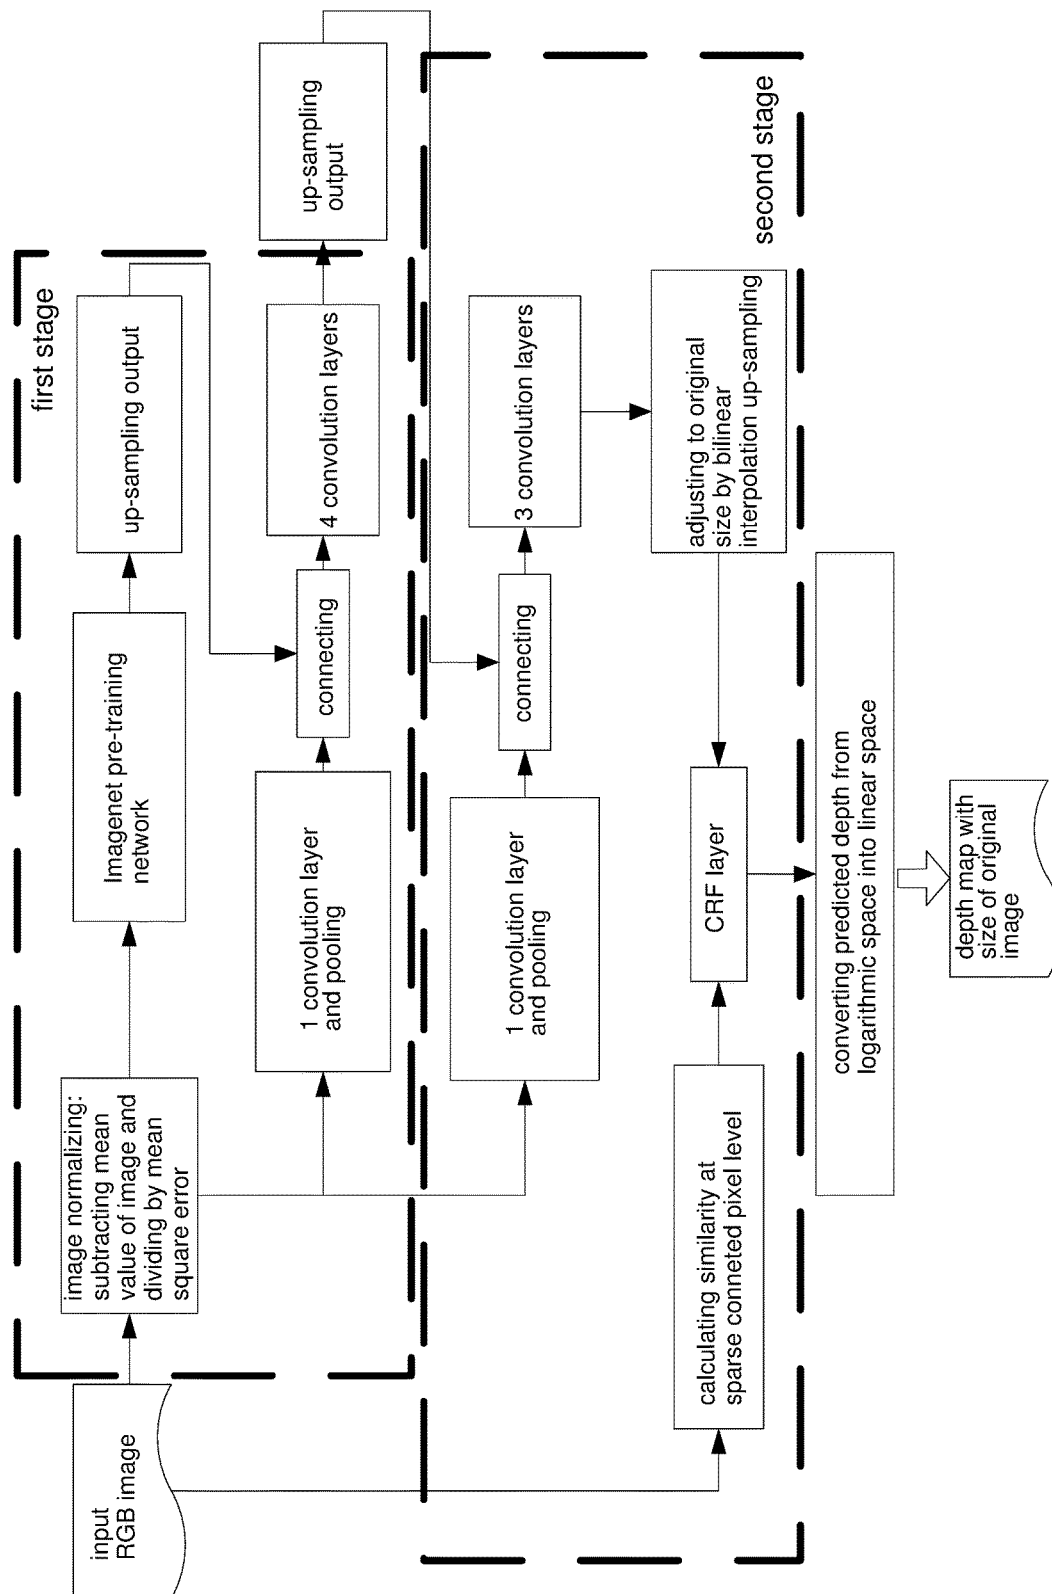 input
RGB image
first stage
image normalizing:
subtracting mean
value of image and
dividing by mean
square error
Imagenet pre-training
network
up-sampling output
1 convolution layer
and pooling
connecting
4 convolution layers
up-sampling
output
second stage
1 convolution layer
and pooling
connecting
3 convolution layers
adjusting to original
size by bilinear
interpolation up-sampling
calculating similarity at
sparse conneted pixel level
CRF layer
converting predicted depth from
logarithmic space into linear space
depth map with
size of original
image